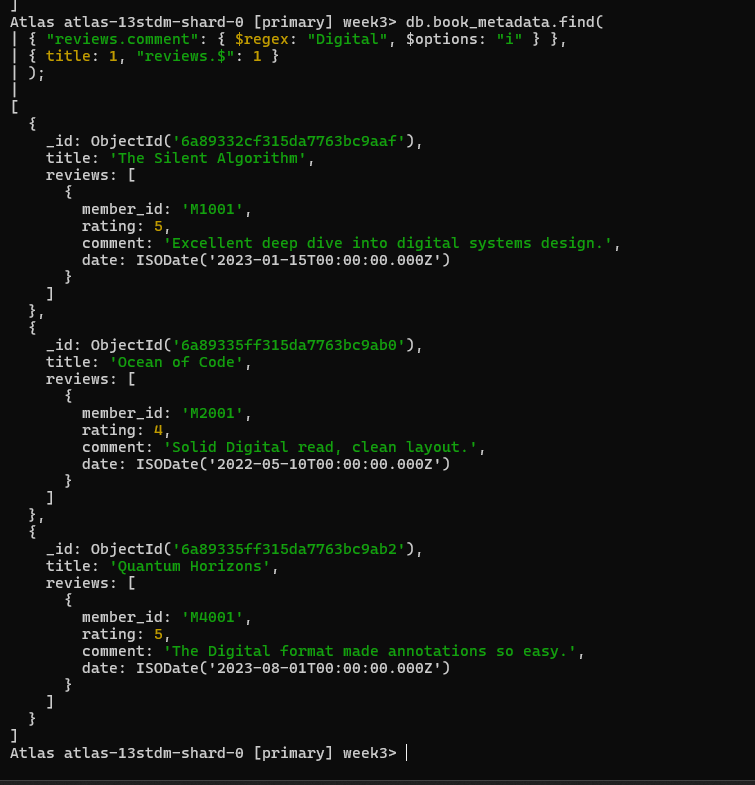 ]
Atlas atlas-13stdm-shard-0 [primary] week3> db.book_metadata.find(
| { "reviews.comment": { $regex: "Digital", $options: "i" } },
| { title: 1, "reviews.$": 1 }
| );
|
[
  {
    _id: ObjectId('6a89332cf315da7763bc9aaf'),
    title: 'The Silent Algorithm',
    reviews: [
      {
        member_id: 'M1001',
        rating: 5,
        comment: 'Excellent deep dive into digital systems design.',
        date: ISODate('2023-01-15T00:00:00.000Z')
      }
    ]
  },
  {
    _id: ObjectId('6a89335ff315da7763bc9ab0'),
    title: 'Ocean of Code',
    reviews: [
      {
        member_id: 'M2001',
        rating: 4,
        comment: 'Solid Digital read, clean layout.',
        date: ISODate('2022-05-10T00:00:00.000Z')
      }
    ]
  },
  {
    _id: ObjectId('6a89335ff315da7763bc9ab2'),
    title: 'Quantum Horizons',
    reviews: [
      {
        member_id: 'M4001',
        rating: 5,
        comment: 'The Digital format made annotations so easy.',
        date: ISODate('2023-08-01T00:00:00.000Z')
      }
    ]
  }
]
Atlas atlas-13stdm-shard-0 [primary] week3>